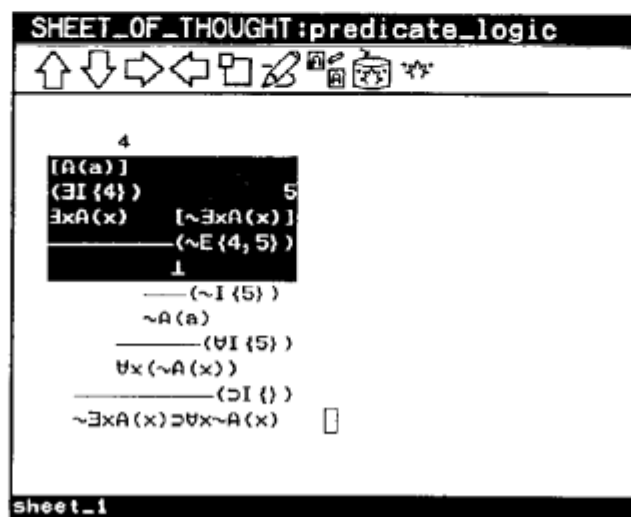 SHEET_OF_THOUGHT:predicate_logic
4
[A(a)]
(∃I{4}) 5
∃xA(x) [~∃xA(x)]
(~E{4,5})
⊥
(~I{5})
~A(a)
(∀I{5})
∀x(~A(x))
(⊃I{})
~∃xA(x)⊃∀x~A(x)
sheet_1